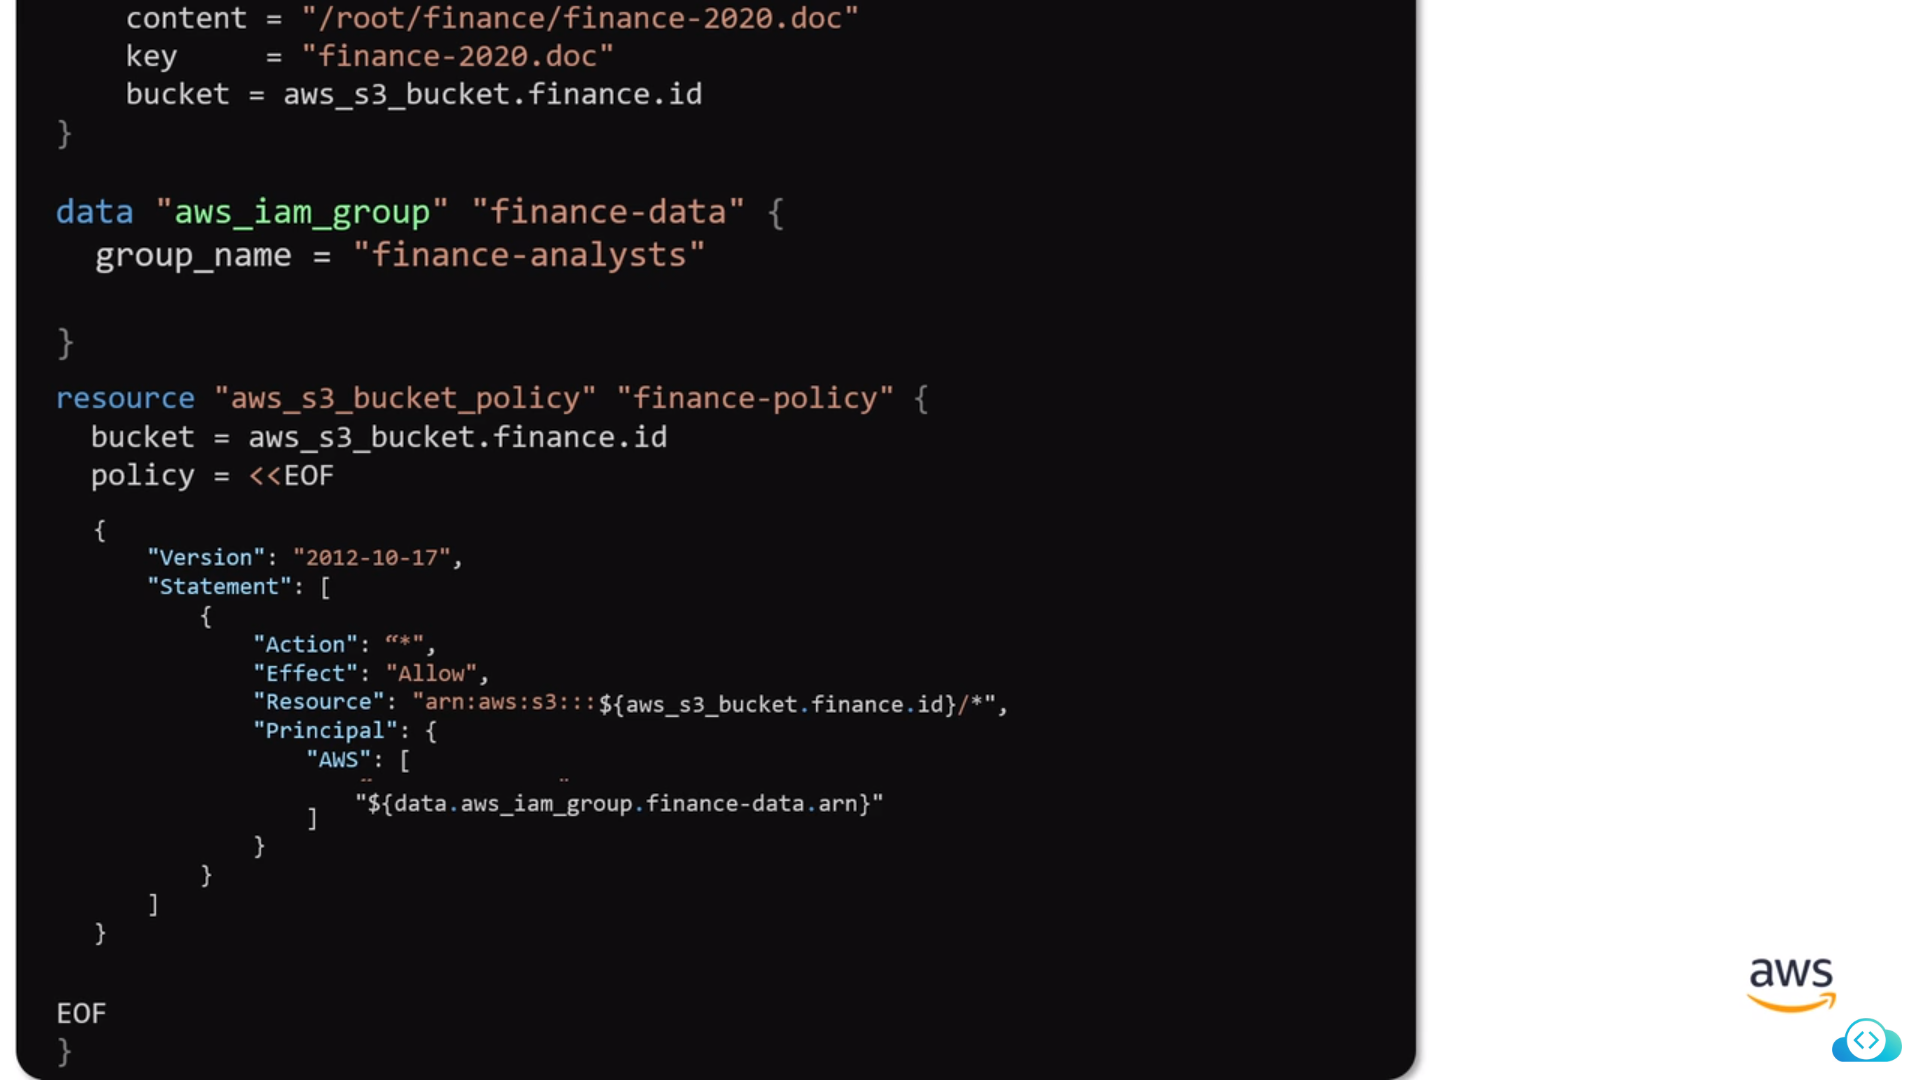 content = "/root/finance/finance-2020.doc"
key = "finance-2020.doc"
bucket = aws_s3_bucket.finance.id
}
data "aws_iam_group" "finance-data" {
group_name = "finance-analysts"
}
resource "aws_s3_bucket_policy" "finance-policy" {
bucket = aws_s3_bucket.finance.id
policy = <<EOF
{
"Version": "2012-10-17",
"Statement": [
{
"Action": “*",
"Effect": "Allow",
"Resource": "arn:aws:s3:::${aws_s3_bucket.finance.id}/*",
"Principal": {
"AWS": [
"${data.aws_iam_group.finance-data.arn}"
]
}
}
]
}
EOF
}
aws